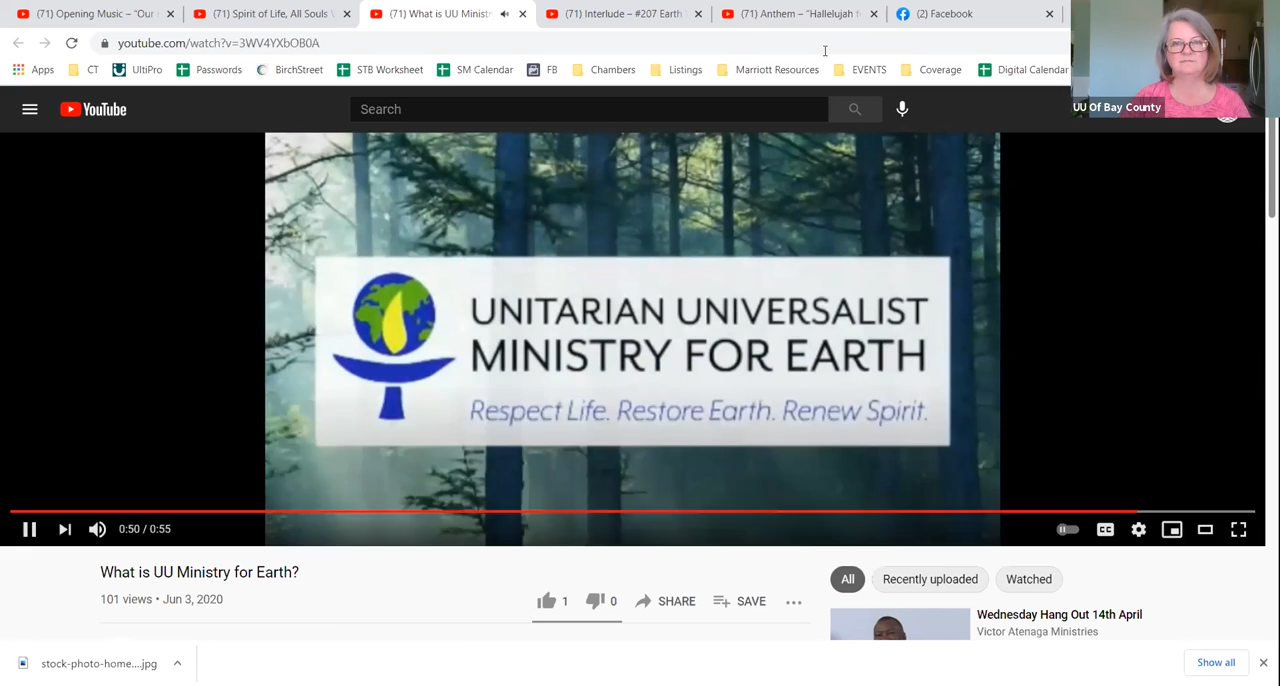 (71) Opening Music – "Our
(71) Spirit of Life, All Souls
(71) What is UU Ministr
(71) Interlude – #207 Earth
(71) Anthem – "Hallelujah f
(2) Facebook
youtube.com/watch?v=3WV4YXbOB0A
Apps CT UltiPro Passwords BirchStreet STB Worksheet SM Calendar FB Chambers Listings Marriott Resources EVENTS Coverage Digital Calendar
UU Of Bay County
YouTube
Search
UNITARIAN UNIVERSALIST
MINISTRY FOR EARTH
Respect Life. Restore Earth. Renew Spirit.
0:50 / 0:55
CC
What is UU Ministry for Earth?
101 views • Jun 3, 2020
1 0 SHARE SAVE
All Recently uploaded Watched
Wednesday Hang Out 14th April
Victor Atenaga Ministries
stock-photo-home....jpg
Show all